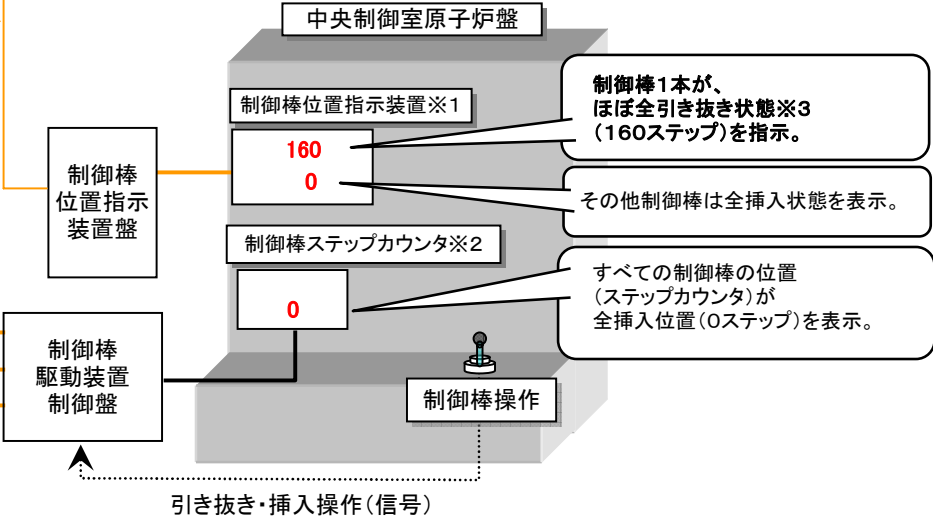 中央制御室原子炉盤
制御棒位置指示装置※1
160
0
制御棒1本が、
ほぼ全引き抜き状態※3
(160ステップ)を指示。
その他制御棒は全挿入状態を表示。
制御棒
位置指示
装置盤
制御棒ステップカウンタ※2
0
すべての制御棒の位置
(ステップカウンタ)が
全挿入位置(0ステップ)を表示。
制御棒
駆動装置
制御盤
制御棒操作
引き抜き・挿入操作(信号)